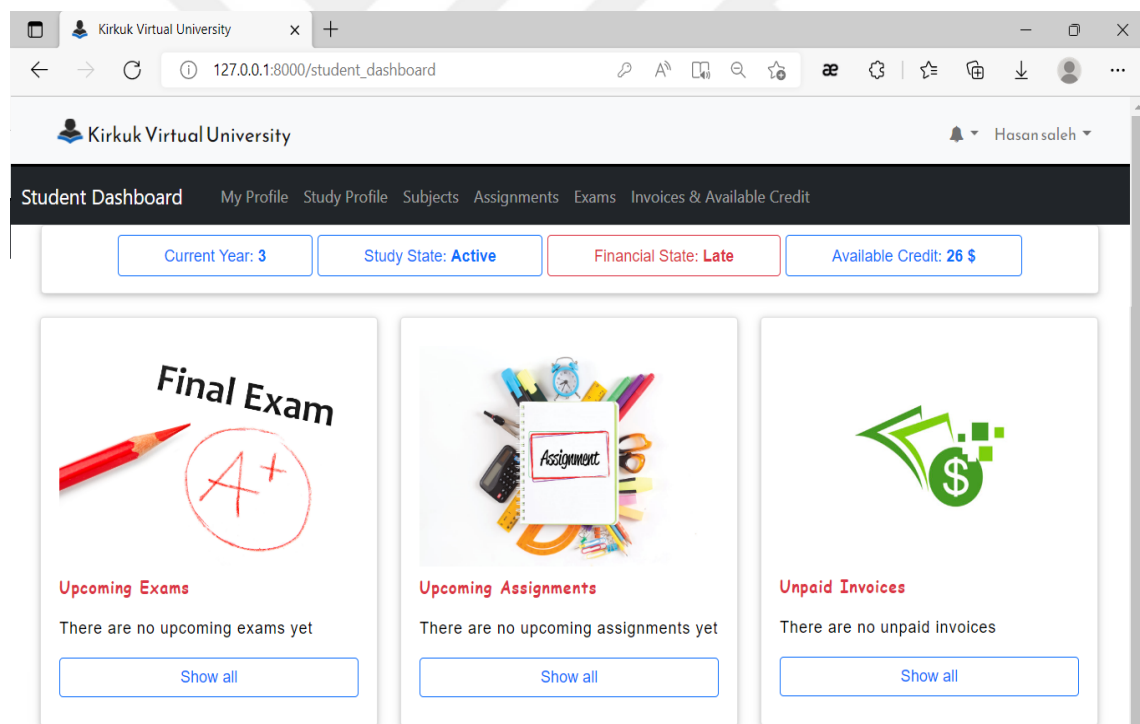 Kirkuk Virtual University
127.0.0.1:8000/student_dashboard
Kirkuk Virtual University
Hasan saleh
Student Dashboard My Profile Study Profile Subjects Assignments Exams Invoices & Available Credit
Current Year: 3 Study State: Active Financial State: Late Available Credit: 26 $
Final Exam
A+
Assignment
$
Upcoming Exams
There are no upcoming exams yet
Show all
Upcoming Assignments
There are no upcoming assignments yet
Show all
Unpaid Invoices
There are no unpaid invoices
Show all